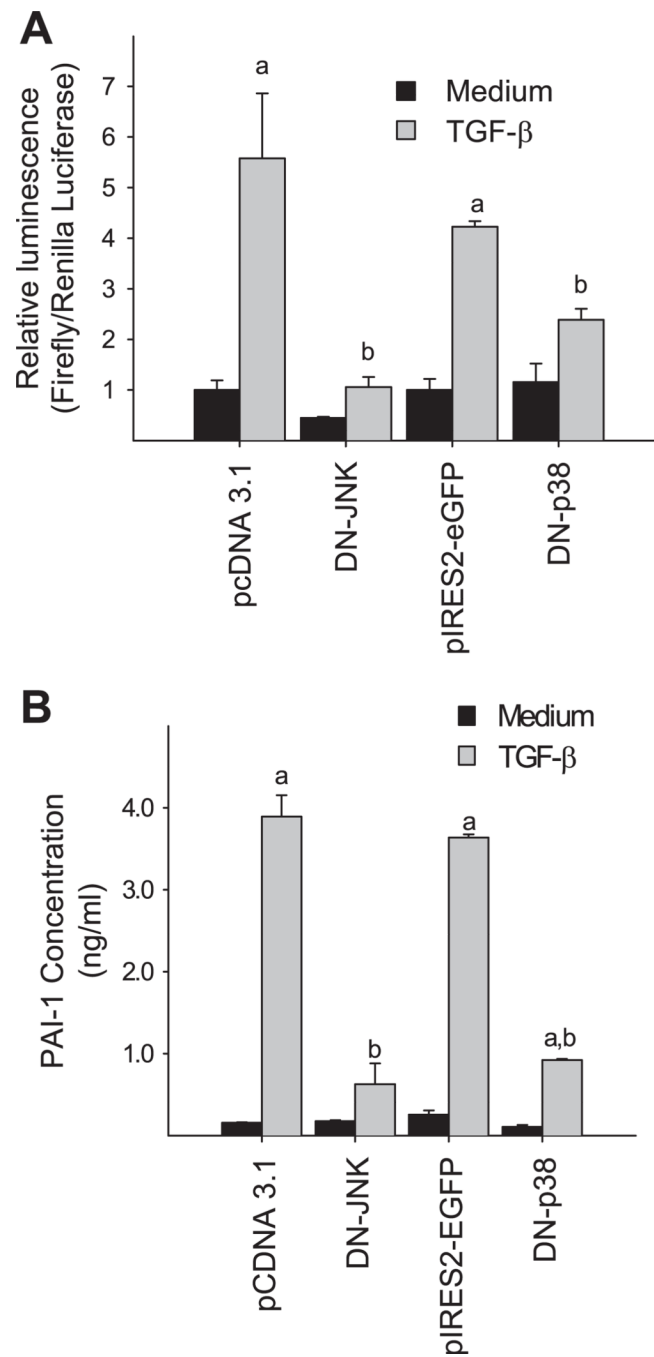 A
Relative luminescence
(Firefly/Renilla Luciferase)
7
6
5
4
3
2
1
a
b
a
b
Medium
TGF-β
pcDNA 3.1
DN-JNK
pIRES2-eGFP
DN-p38
B
PAI-1 Concentration
(ng/ml)
4.0
3.0
2.0
1.0
a
b
a
a,b
Medium
TGF-β
pCDNA 3.1
DN-JNK
pIRES2-EGFP
DN-p38